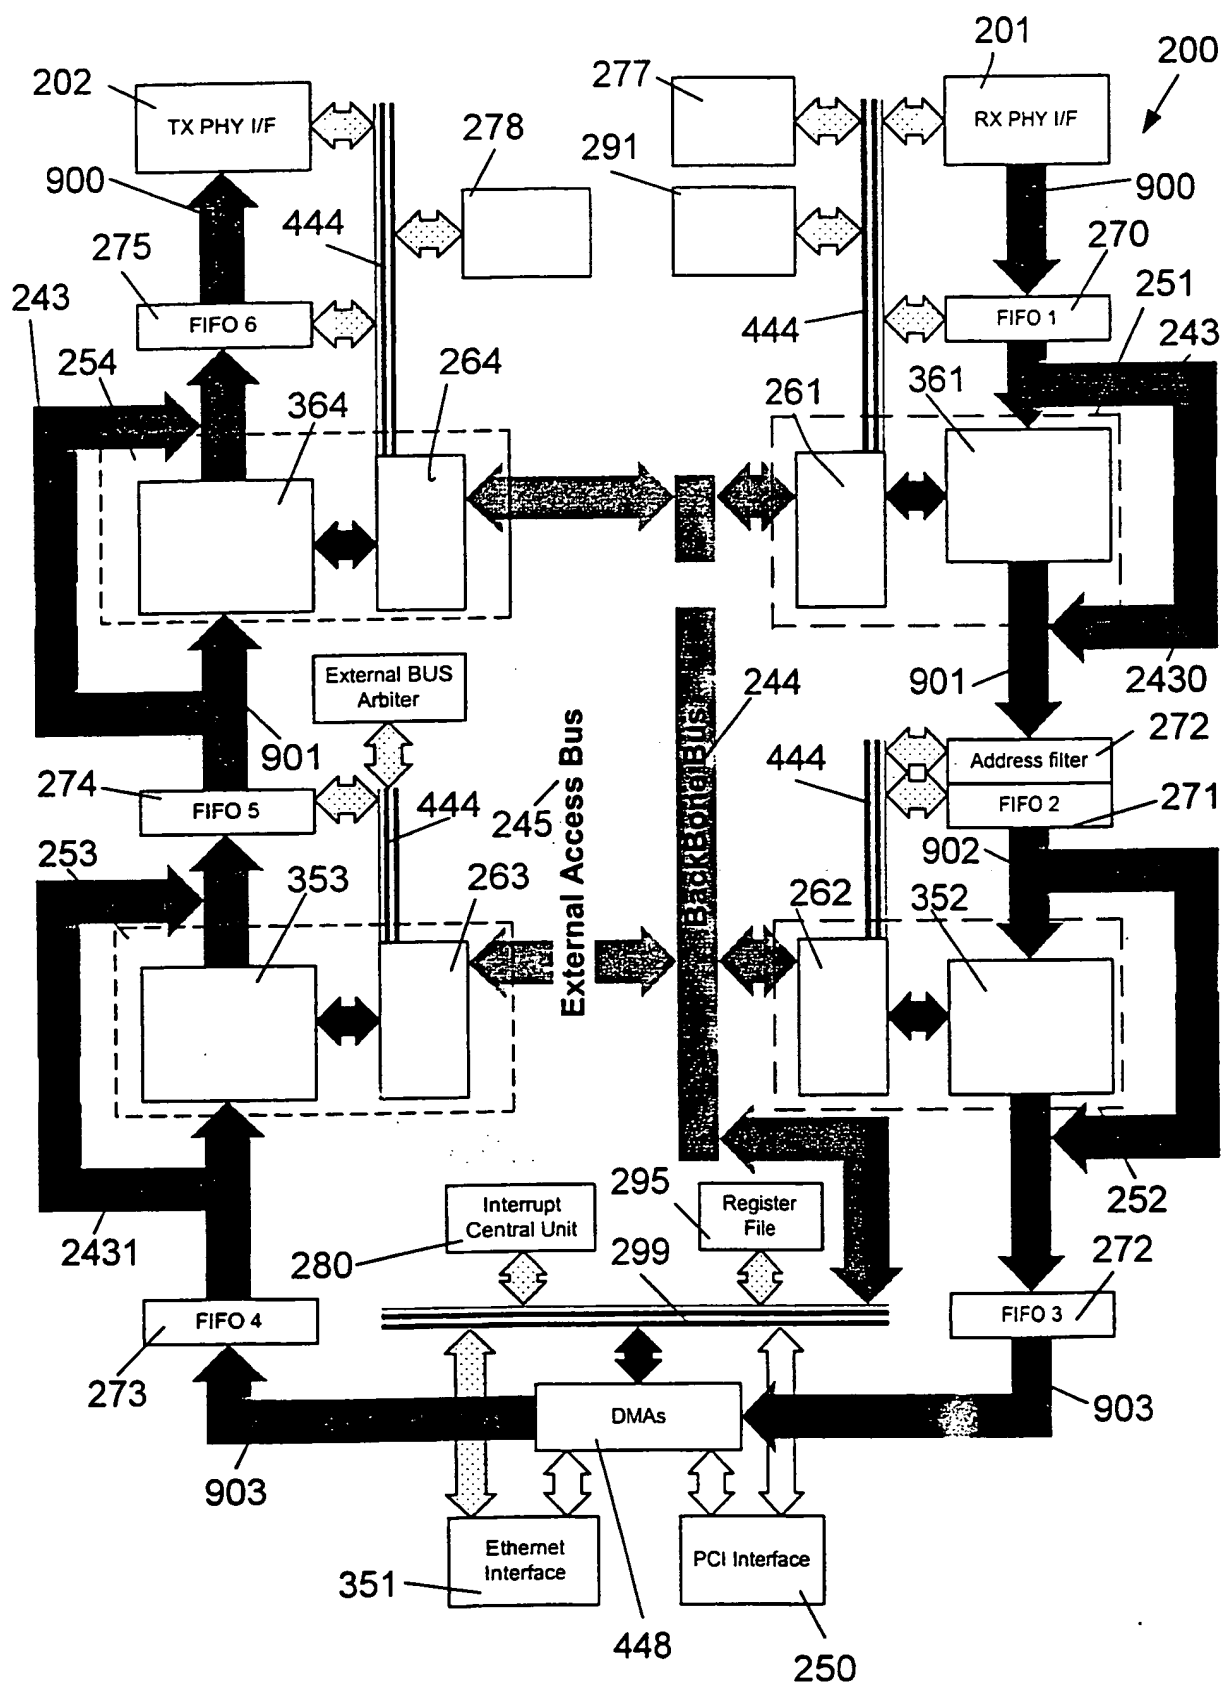 201
200
202
277
TX PHY I/F
278
RX PHY I/F
291
900
900
444
275
270
243
251
FIFO 6
FIFO 1
444
243
254
264
261
361
364
External BUS
Arbiter
901
2430
244
272
901
Address filter
274
444
444
FIFO 5
245
External Access Bus
BackBone Bus
FIFO 2
271
902
253
353
263
262
352
295
252
Interrupt
Central Unit
Register
File
2431
280
299
272
FIFO 4
FIFO 3
273
DMAs
903
903
Ethernet
Interface
PCI Interface
351
448
250